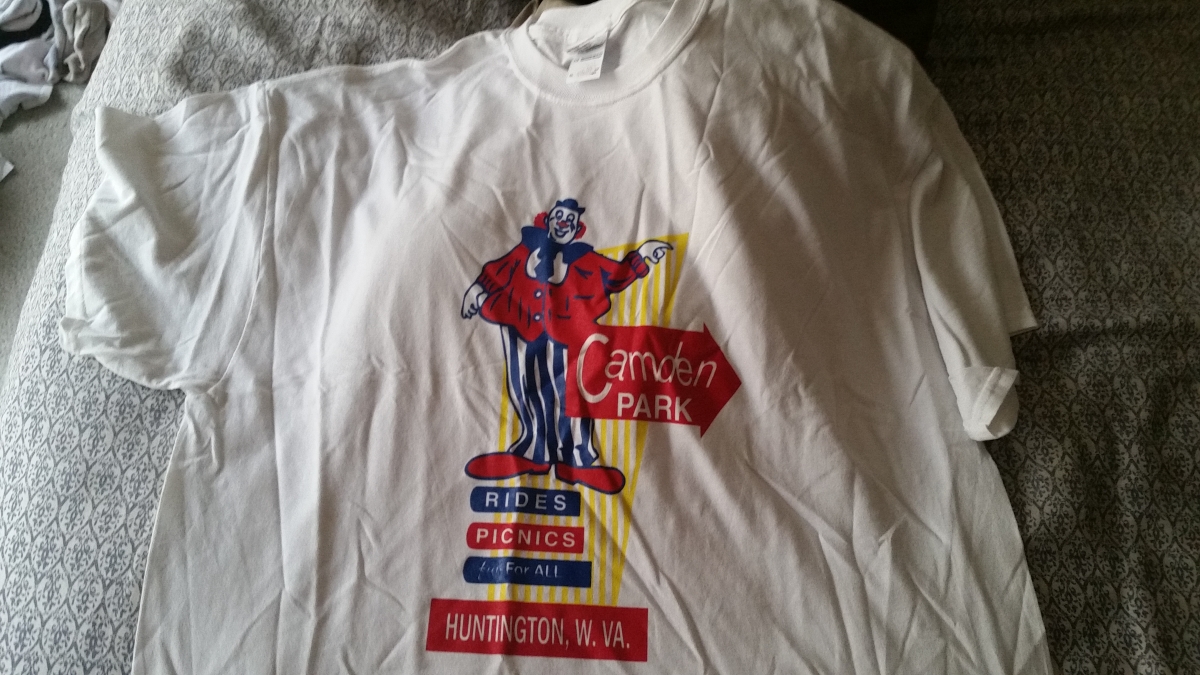 Camden
PARK
RIDES
PICNICS
fun For ALL
HUNTINGTON, W. VA.